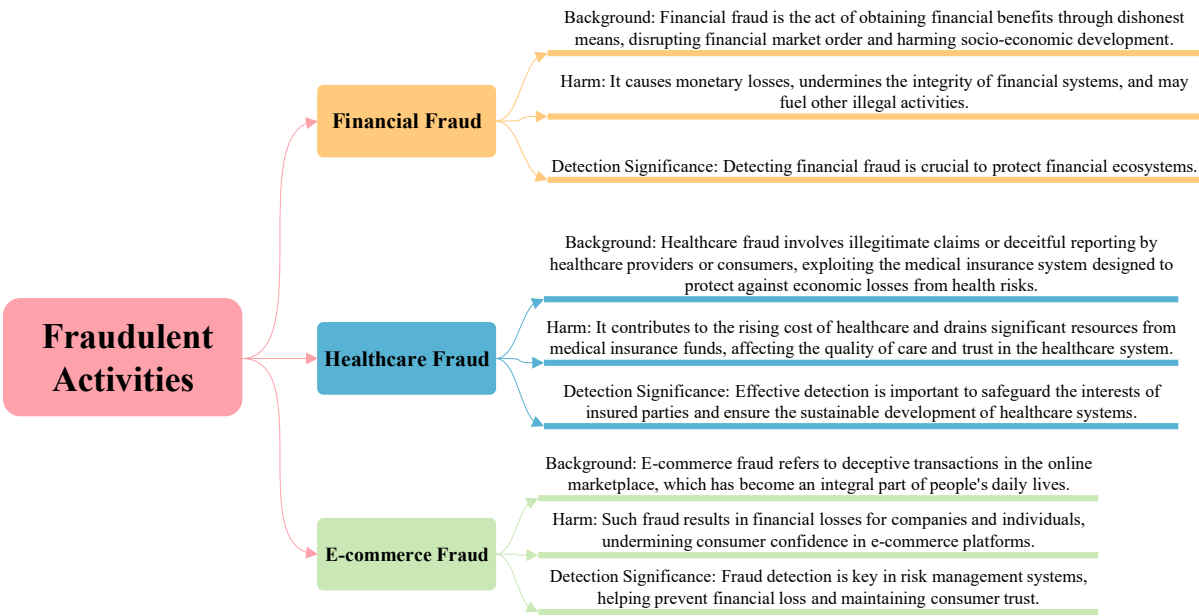 Fraudulent
Activities
Financial Fraud
Background: Financial fraud is the act of obtaining financial benefits through dishonest
means, disrupting financial market order and harming socio-economic development.
Harm: It causes monetary losses, undermines the integrity of financial systems, and may
fuel other illegal activities.
Detection Significance: Detecting financial fraud is crucial to protect financial ecosystems.
Healthcare Fraud
Background: Healthcare fraud involves illegitimate claims or deceitful reporting by
healthcare providers or consumers, exploiting the medical insurance system designed to
protect against economic losses from health risks.
Harm: It contributes to the rising cost of healthcare and drains significant resources from
medical insurance funds, affecting the quality of care and trust in the healthcare system.
Detection Significance: Effective detection is important to safeguard the interests of
insured parties and ensure the sustainable development of healthcare systems.
E-commerce Fraud
Background: E-commerce fraud refers to deceptive transactions in the online
marketplace, which has become an integral part of people's daily lives.
Harm: Such fraud results in financial losses for companies and individuals,
undermining consumer confidence in e-commerce platforms.
Detection Significance: Fraud detection is key in risk management systems,
helping prevent financial loss and maintaining consumer trust.